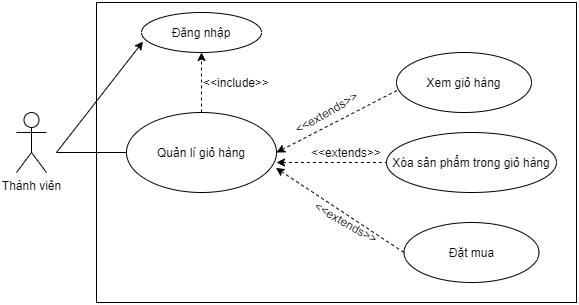 Đăng nhập
<<include>>
Xem giỏ hàng
<<extends>>
Quản lí giỏ hàng
<<extends>>
Xóa sản phẩm trong giỏ hàng
Thành viên
<<extends>>
Đặt mua